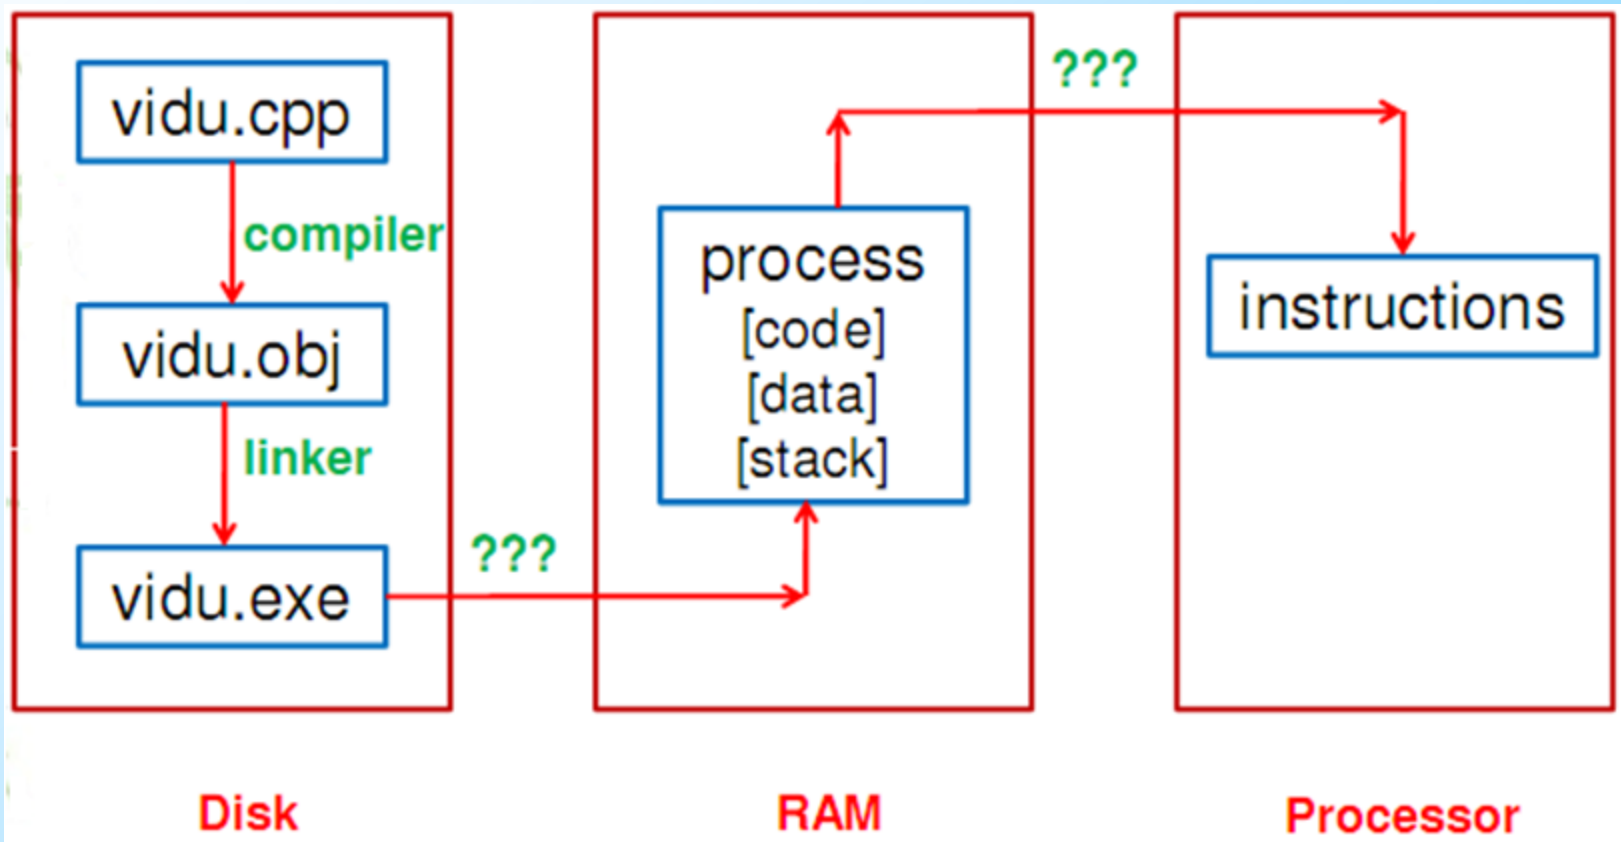 vidu.cpp
compiler
vidu.obj
linker
vidu.exe
???
process
[code]
[data]
[stack]
???
instructions
Disk
RAM
Processor